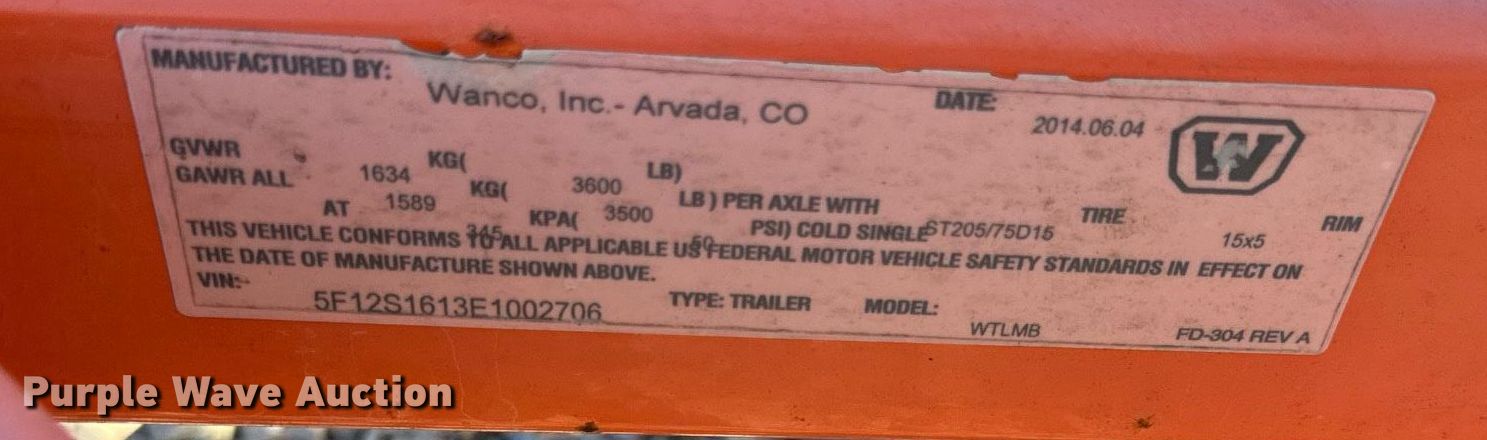 MANUFACTURED BY: Wanco, Inc.- Arvada, CO DATE: 2014.06.04
W
GVWR 1634 KG( 3600 LB)
GAWR ALL 1589 KG( 3500 LB) PER AXLE WITH ST205/75D15 TIRE 15x5 RIM
AT 345 KPA( 50 PSI) COLD SINGLE
THIS VEHICLE CONFORMS TO ALL APPLICABLE US FEDERAL MOTOR VEHICLE SAFETY STANDARDS IN EFFECT ON
THE DATE OF MANUFACTURE SHOWN ABOVE.
VIN: 5F12S1613E1002706 TYPE: TRAILER MODEL: WTLMB FD-304 REV A
Purple Wave Auction